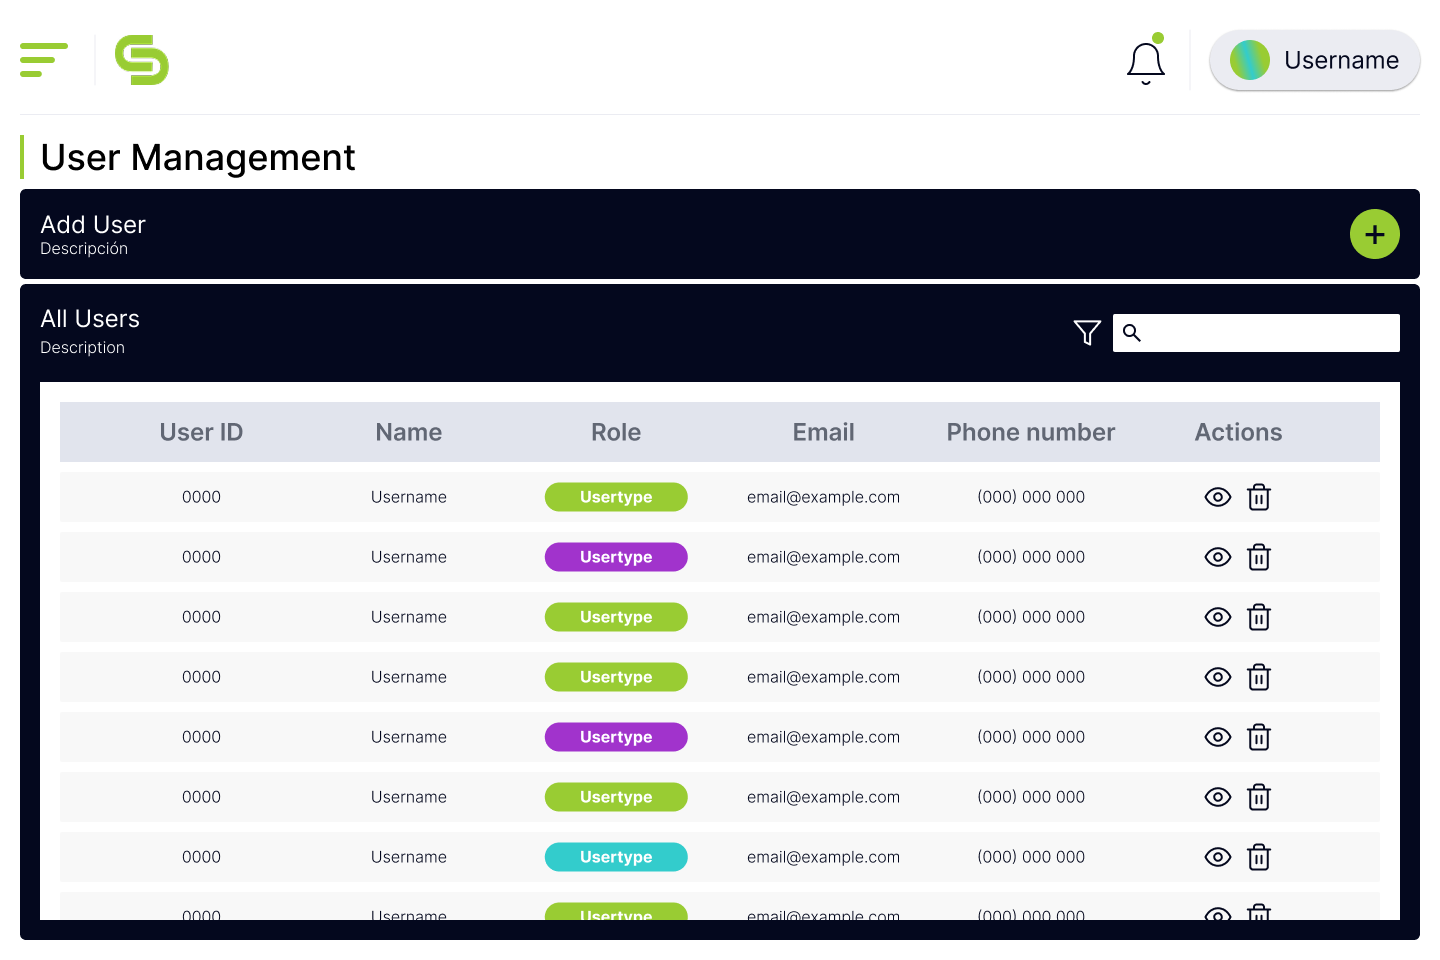 Username
User Management
Add User
Descripción
All Users
Description
User ID Name Role Email Phone number Actions
0000 Username Usertype email@example.com (000) 000 000
0000 Username Usertype email@example.com (000) 000 000
0000 Username Usertype email@example.com (000) 000 000
0000 Username Usertype email@example.com (000) 000 000
0000 Username Usertype email@example.com (000) 000 000
0000 Username Usertype email@example.com (000) 000 000
0000 Username Usertype email@example.com (000) 000 000
0000 Username Usertype email@example.com (000) 000 000